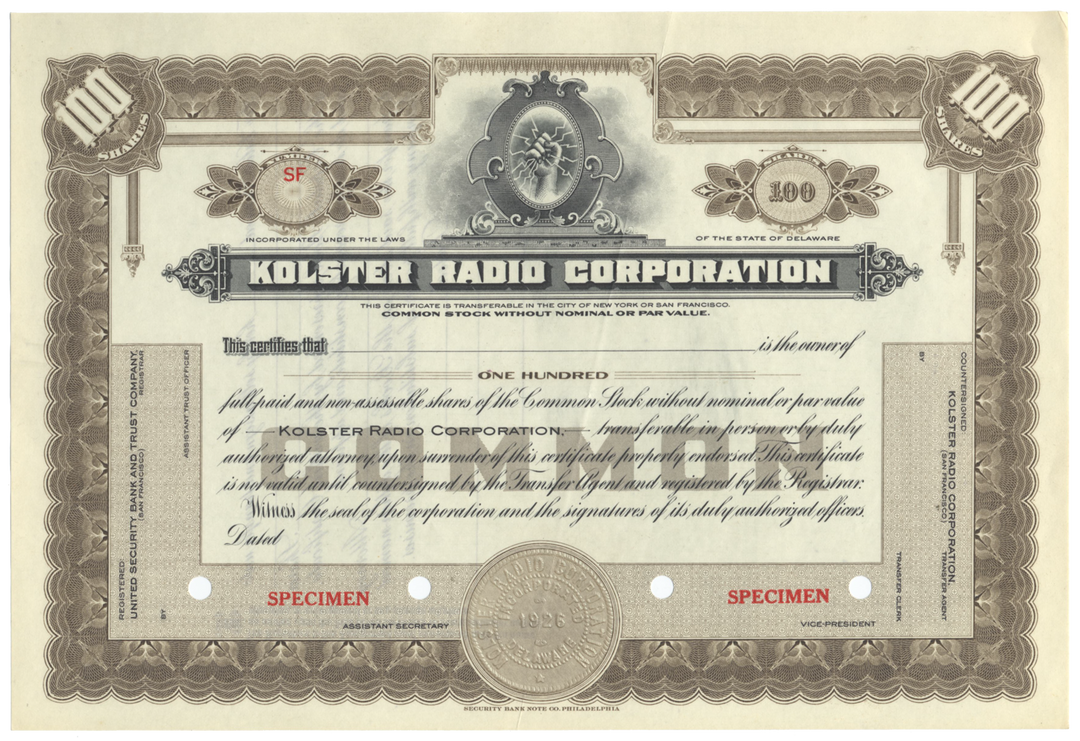 100 SHARES
100 SHARES
NUMBER
SF
SHARES
100
INCORPORATED UNDER THE LAWS
OF THE STATE OF DELAWARE
KOLSTER RADIO CORPORATION
THIS CERTIFICATE IS TRANSFERABLE IN THE CITY OF NEW YORK OR SAN FRANCISCO.
COMMON STOCK WITHOUT NOMINAL OR PAR VALUE.
This certifies that is the owner of
ONE HUNDRED
full-paid and non-assessable shares of the Common Stock without nominal or par value
of KOLSTER RADIO CORPORATION, transferable in person or by duly
authorized attorney, upon surrender of this certificate properly endorsed. This certificate
is not valid until countersigned by the Transfer Agent and registered by the Registrar.
Witness the seal of the corporation and the signatures of its duly authorized officers.
Dated
COMMON
REGISTERED:
UNITED SECURITY BANK AND TRUST COMPANY,
(SAN FRANCISCO)
REGISTRAR
BY
ASSISTANT TRUST OFFICER
COUNTERSIGNED:
KOLSTER RADIO CORPORATION,
(SAN FRANCISCO)
TRANSFER AGENT
BY
TRANSFER CLERK
SPECIMEN
SPECIMEN
ASSISTANT SECRETARY
VICE-PRESIDENT
1926
DELAWARE
SECURITY BANK NOTE CO. PHILADELPHIA